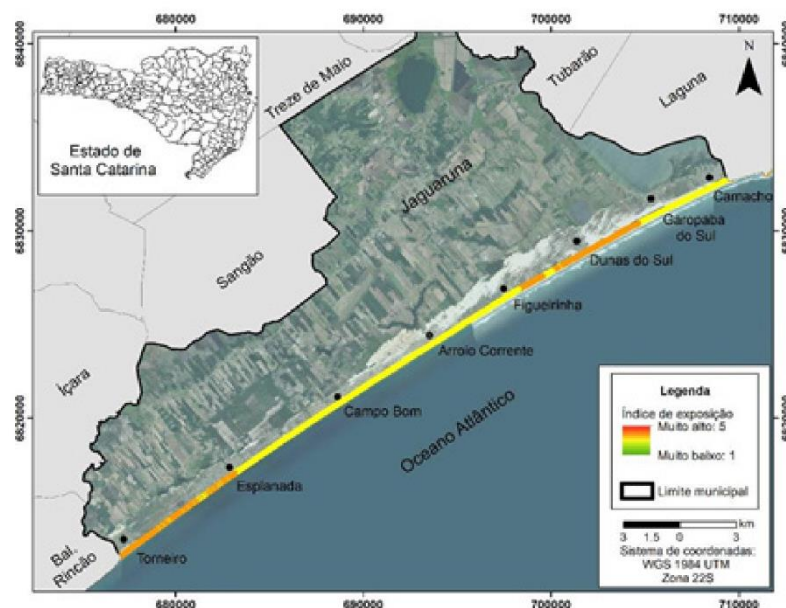 680000
690000
700000
710000
6840000
6840000
N
Estado de
Santa Catarina
Treze de Maio
Tubarão
Laguna
Jaguaruna
Camacho
6830000
6830000
Garopaba
do Sul
Dunas do Sul
Sangão
Figueirinha
Arroio Corrente
Içara
Campo Bom
Oceano Atlântico
6820000
6820000
Esplanada
Torneiro
Bal.
Rincão
Legenda
Índice de exposição
Muito alto: 5
Muito baixo: 1
Limite municipal
km
3 1.5 0 3
Sistema de coordenadas:
WGS 1984 UTM
Zona 22S
680000
690000
700000
710000